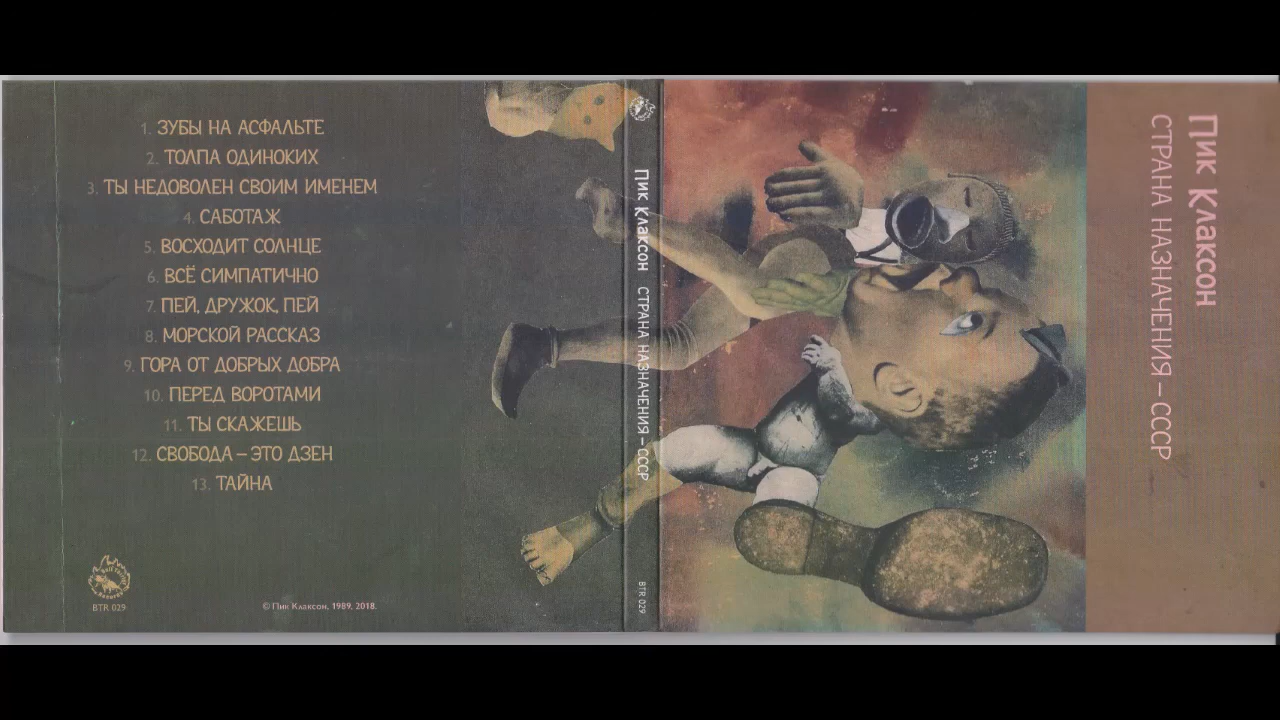 1. ЗУБЫ НА АСФАЛЬТЕ
2. ТОЛПА ОДИНОКИХ
3. ТЫ НЕДОВОЛЕН СВОИМ ИМЕНЕМ
4. САБОТАЖ
5. ВОСХОДИТ СОЛНЦЕ
6. ВСЁ СИМПАТИЧНО
7. ПЕЙ, ДРУЖОК, ПЕЙ
8. МОРСКОЙ РАССКАЗ
9. ГОРА ОТ ДОБРЫХ ДОБРА
10. ПЕРЕД ВОРОТАМИ
11. ТЫ СКАЖЕШЬ
12. СВОБОДА – ЭТО ДЗЕН
13. ТАЙНА
BTR 029
© Пик Клаксон, 1989, 2018.
Пик Клаксон СТРАНА НАЗНАЧЕНИЯ – СССР
BTR 029
Пик Клаксон
СТРАНА НАЗНАЧЕНИЯ – СССР